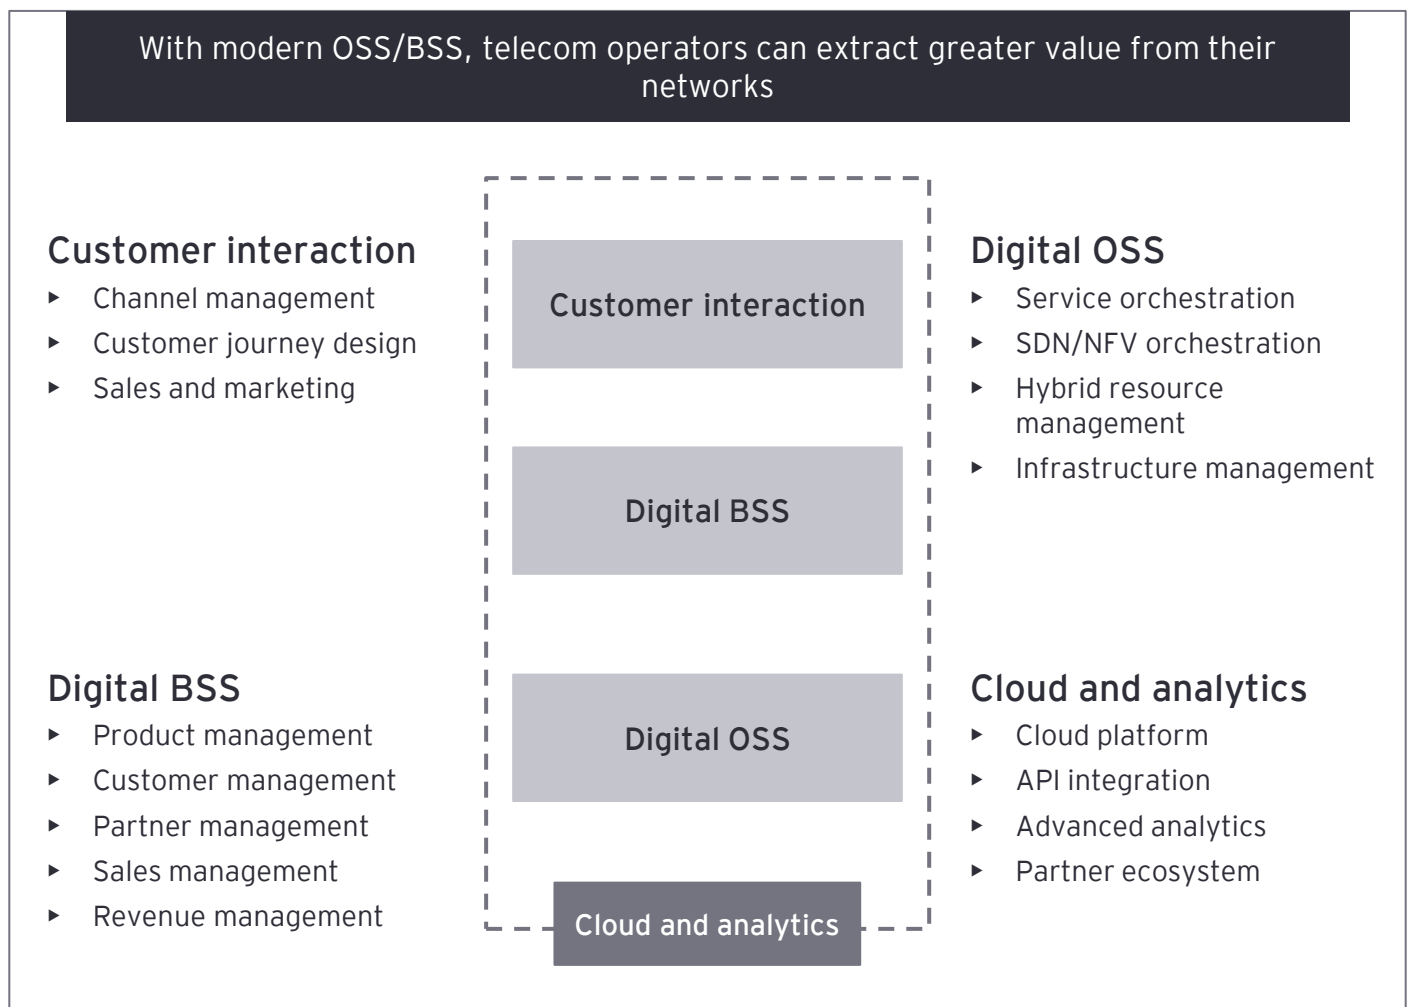 With modern OSS/BSS, telecom operators can extract greater value from their
networks
Customer interaction
▸ Channel management
▸ Customer journey design
▸ Sales and marketing
Digital BSS
▸ Product management
▸ Customer management
▸ Partner management
▸ Sales management
▸ Revenue management
Customer interaction
Digital BSS
Digital OSS
Cloud and analytics
Digital OSS
▸ Service orchestration
▸ SDN/NFV orchestration
▸ Hybrid resource
management
▸ Infrastructure management
Cloud and analytics
▸ Cloud platform
▸ API integration
▸ Advanced analytics
▸ Partner ecosystem